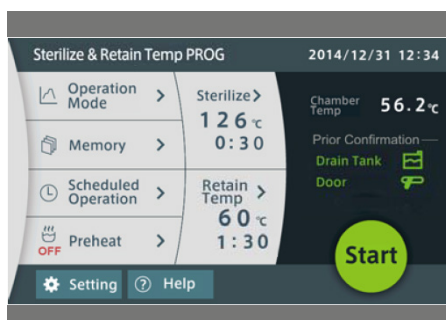 Sterilize & Retain Temp PROG
2014/12/31 12:34
Operation
Mode >
Memory >
Scheduled
Operation >
OFF Preheat >
Sterilize>
126℃
0:30
Retain
Temp >
60℃
1:30
Chamber
Temp 56.2℃
Prior Confirmation
Drain Tank
Door
Start
Setting ? Help